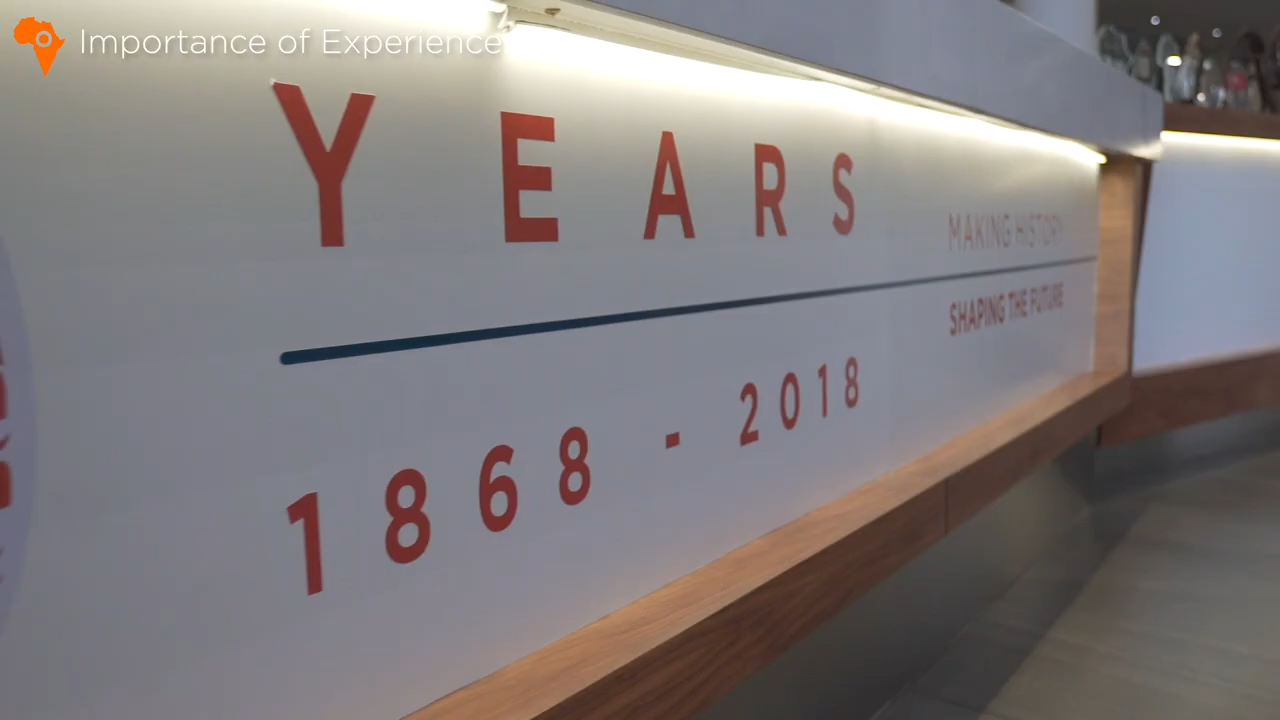 Importance of Experience
YEARS
MAKING HISTORY
SHAPING THE FUTURE
1868 - 2018